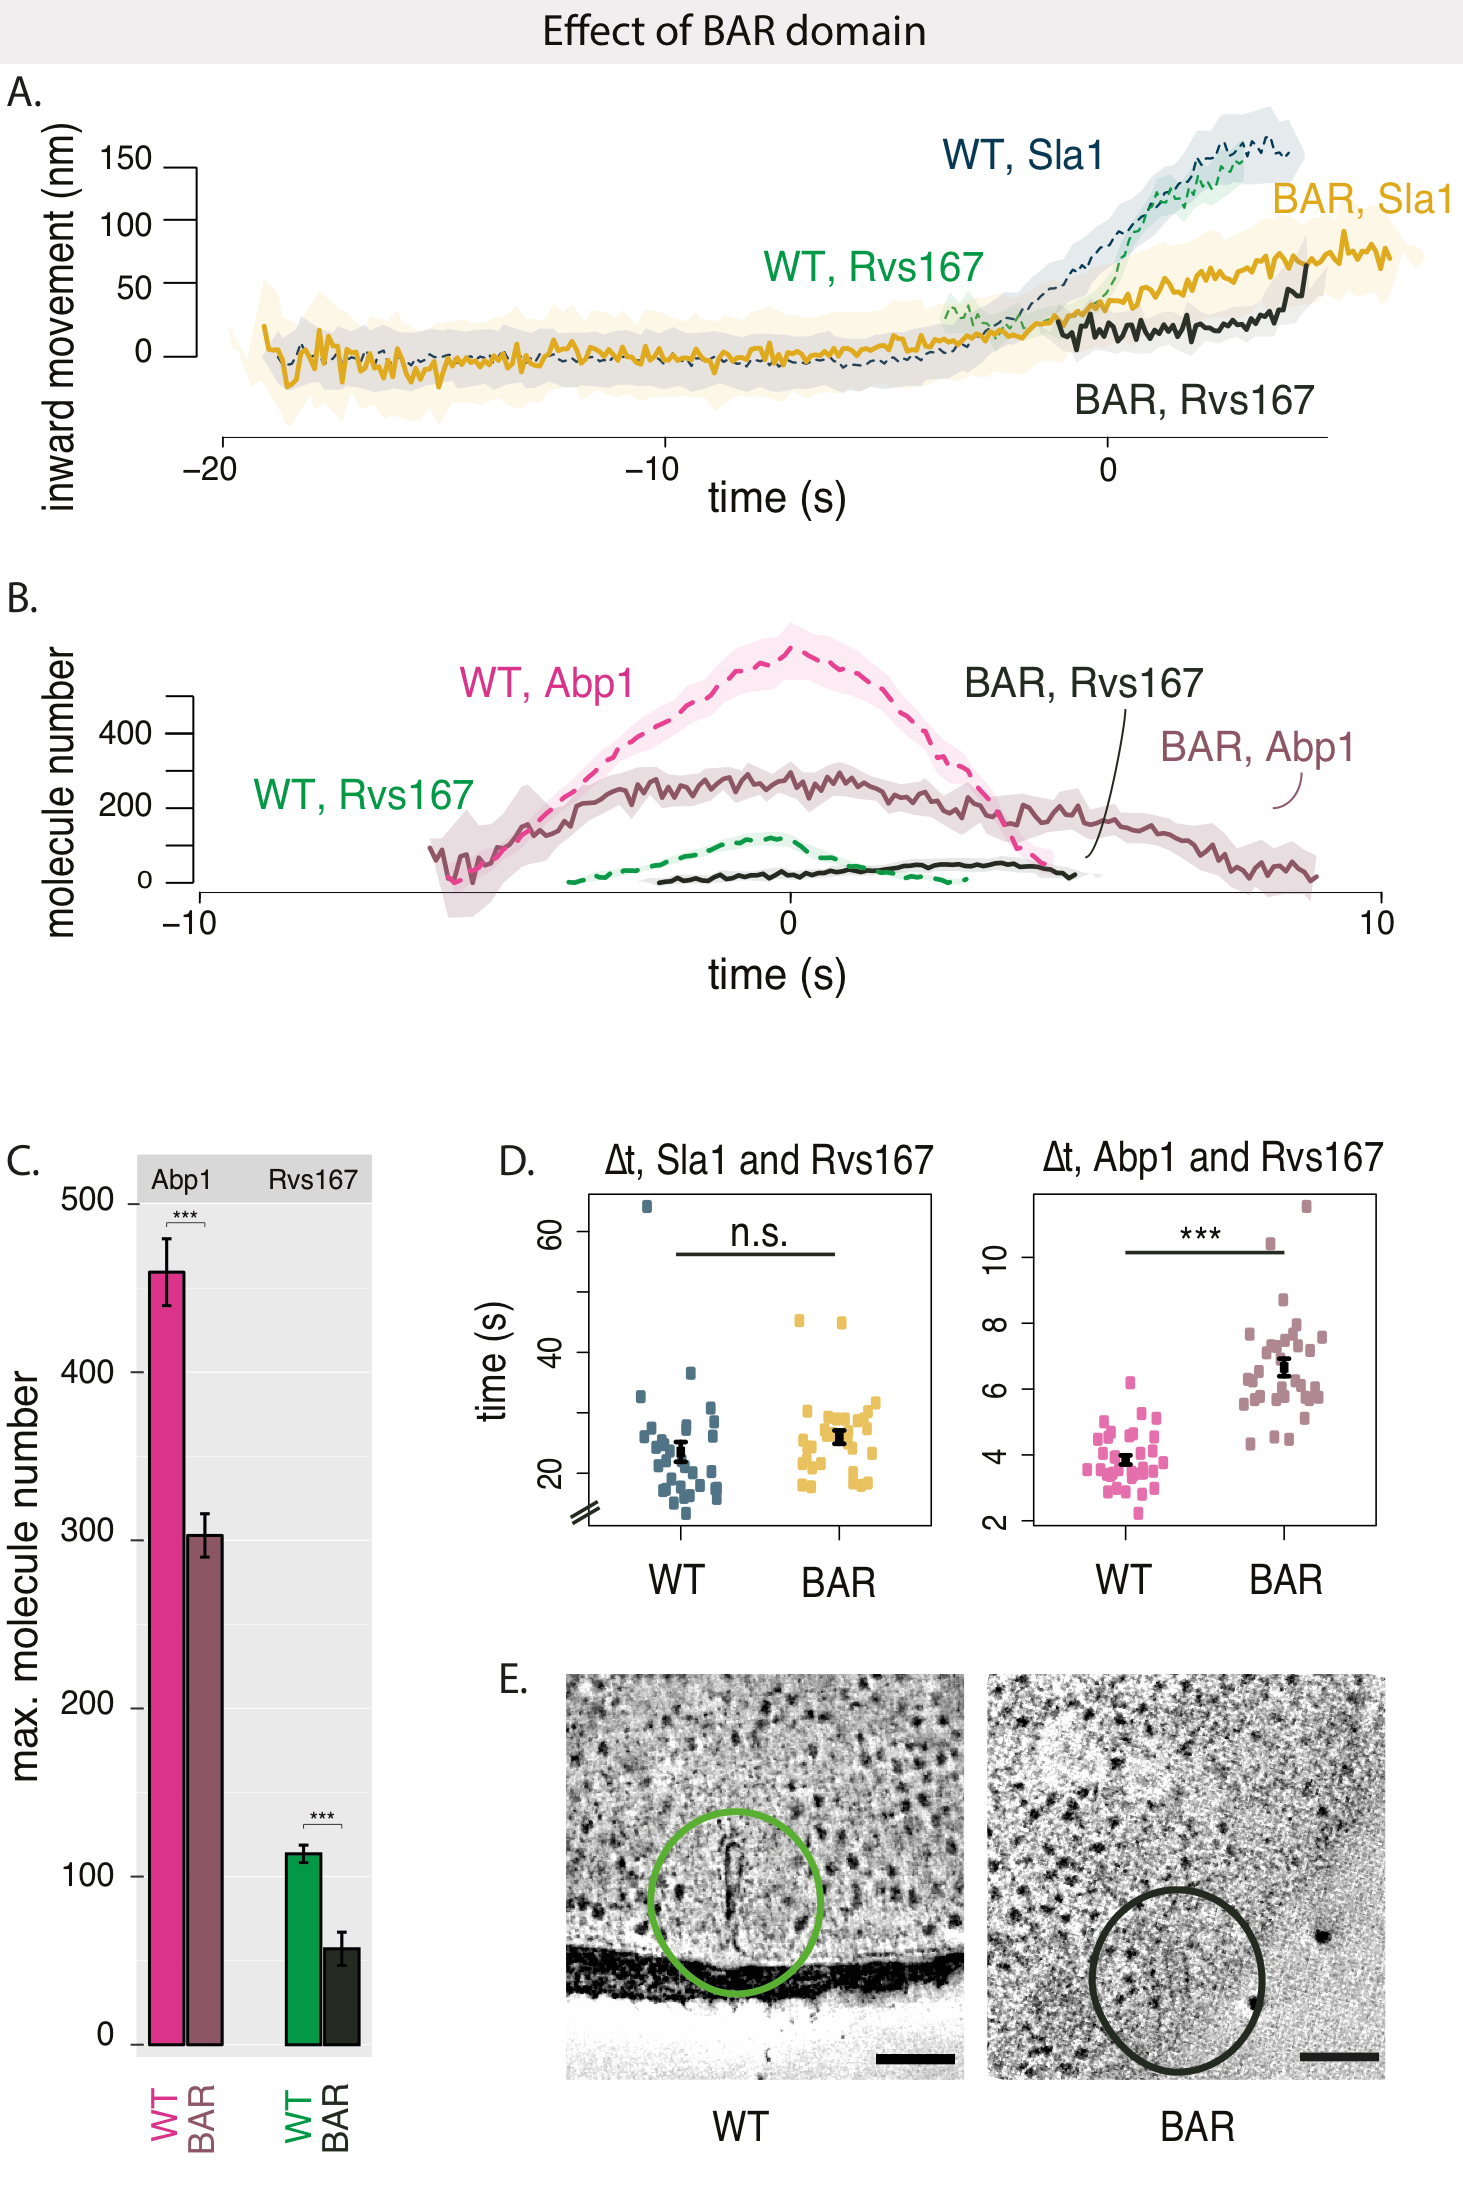 Effect of BAR domain
A.
inward movement (nm)
150
100
50
0
WT, Sla1
BAR, Sla1
WT, Rvs167
BAR, Rvs167
−20
−10
0
time (s)
B.
molecule number
400
200
0
WT, Abp1
BAR, Rvs167
BAR, Abp1
WT, Rvs167
−10
0
10
time (s)
C.
max. molecule number
Abp1
Rvs167
500
400
300
200
100
0
***
***
WT
BAR
WT
BAR
D.
Δt, Sla1 and Rvs167
time (s)
60
40
20
n.s.
WT
BAR
Δt, Abp1 and Rvs167
10
8
6
4
2
***
WT
BAR
E.
WT
BAR